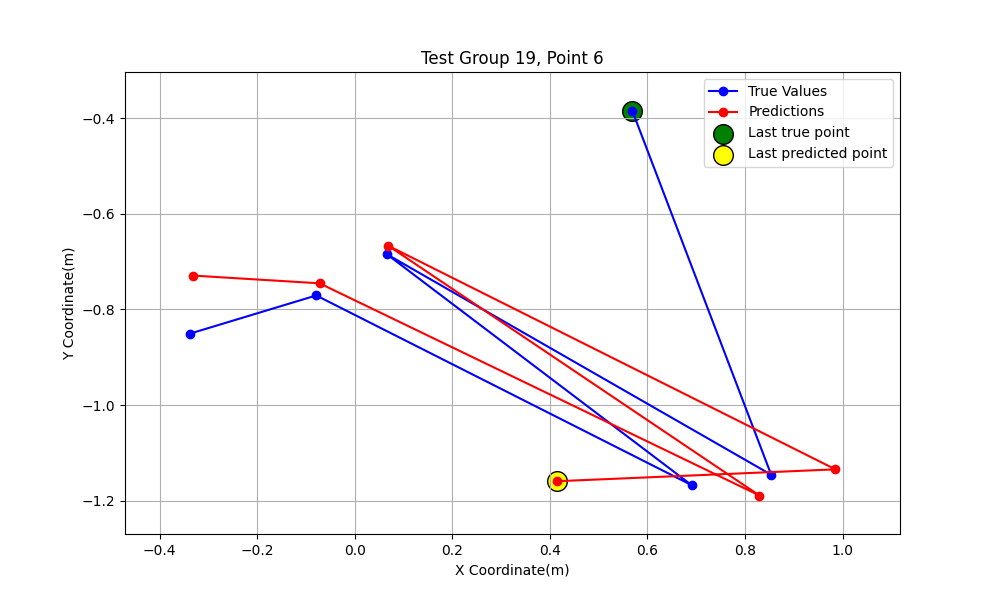 Test Group 19, Point 6
True Values
Predictions
Last true point
Last predicted point
Y Coordinate(m)
−0.4
−0.6
−0.8
−1.0
−1.2
−0.4 −0.2 0.0 0.2 0.4 0.6 0.8 1.0
X Coordinate(m)